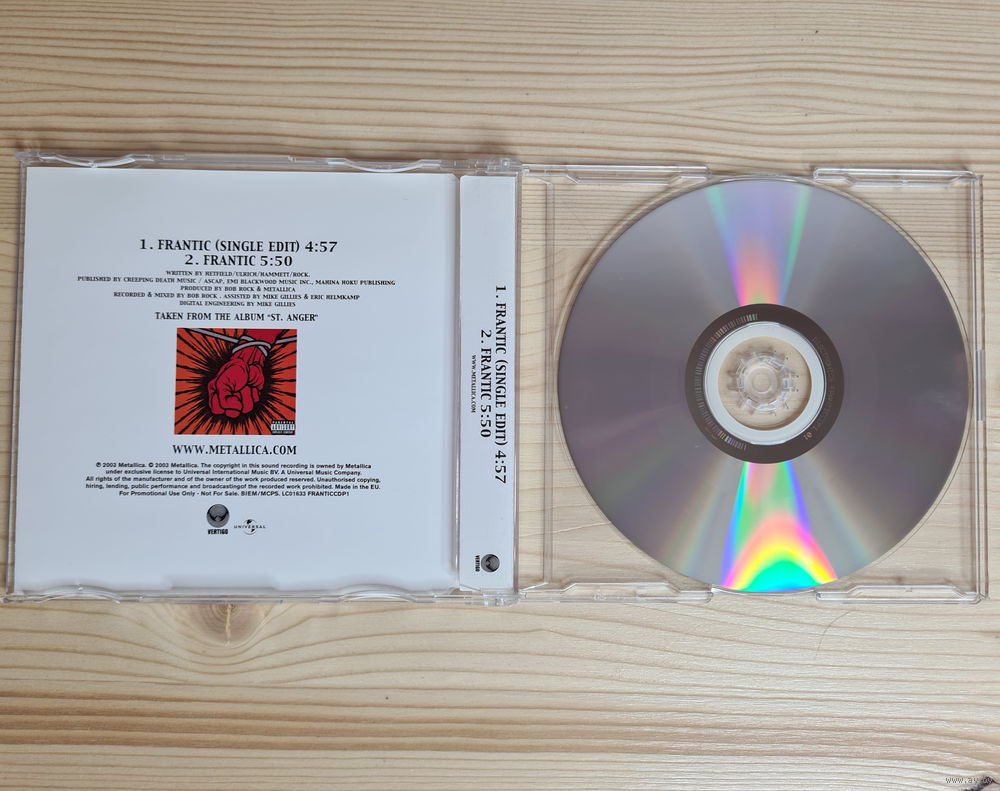 1. FRANTIC (SINGLE EDIT) 4:57
2. FRANTIC 5:50
WRITTEN BY HETFIELD/ULRICH/HAMMETT/ROCK.
PUBLISHED BY CREEPING DEATH MUSIC / ASCAP, EMI BLACKWOOD MUSIC INC., MAHINA HOKU PUBLISHING
PRODUCED BY BOB ROCK & METALLICA
RECORDED & MIXED BY BOB ROCK . ASSISTED BY MIKE GILLIES & ERIC HELMKAMP
DIGITAL ENGINEERING BY MIKE GILLIES
TAKEN FROM THE ALBUM "ST. ANGER"
PARENTAL
ADVISORY
EXPLICIT CONTENT
WWW.METALLICA.COM
℗ 2003 Metallica. © 2003 Metallica. The copyright in this sound recording is owned by Metallica
under exclusive license to Universal International Music BV. A Universal Music Company.
All rights of the manufacturer and of the owner of the work produced reserved. Unauthorised copying,
hiring, lending, public performance and broadcastingof the recorded work prohibited. Made in the EU.
For Promotional Use Only - Not For Sale. BIEM/MCPS. LC01633 FRANTICCDP1
VERTIGO
UNIVERSAL
1. FRANTIC (SINGLE EDIT) 4:57
2. FRANTIC 5:50
WWW.METALLICA.COM
VERTIGO